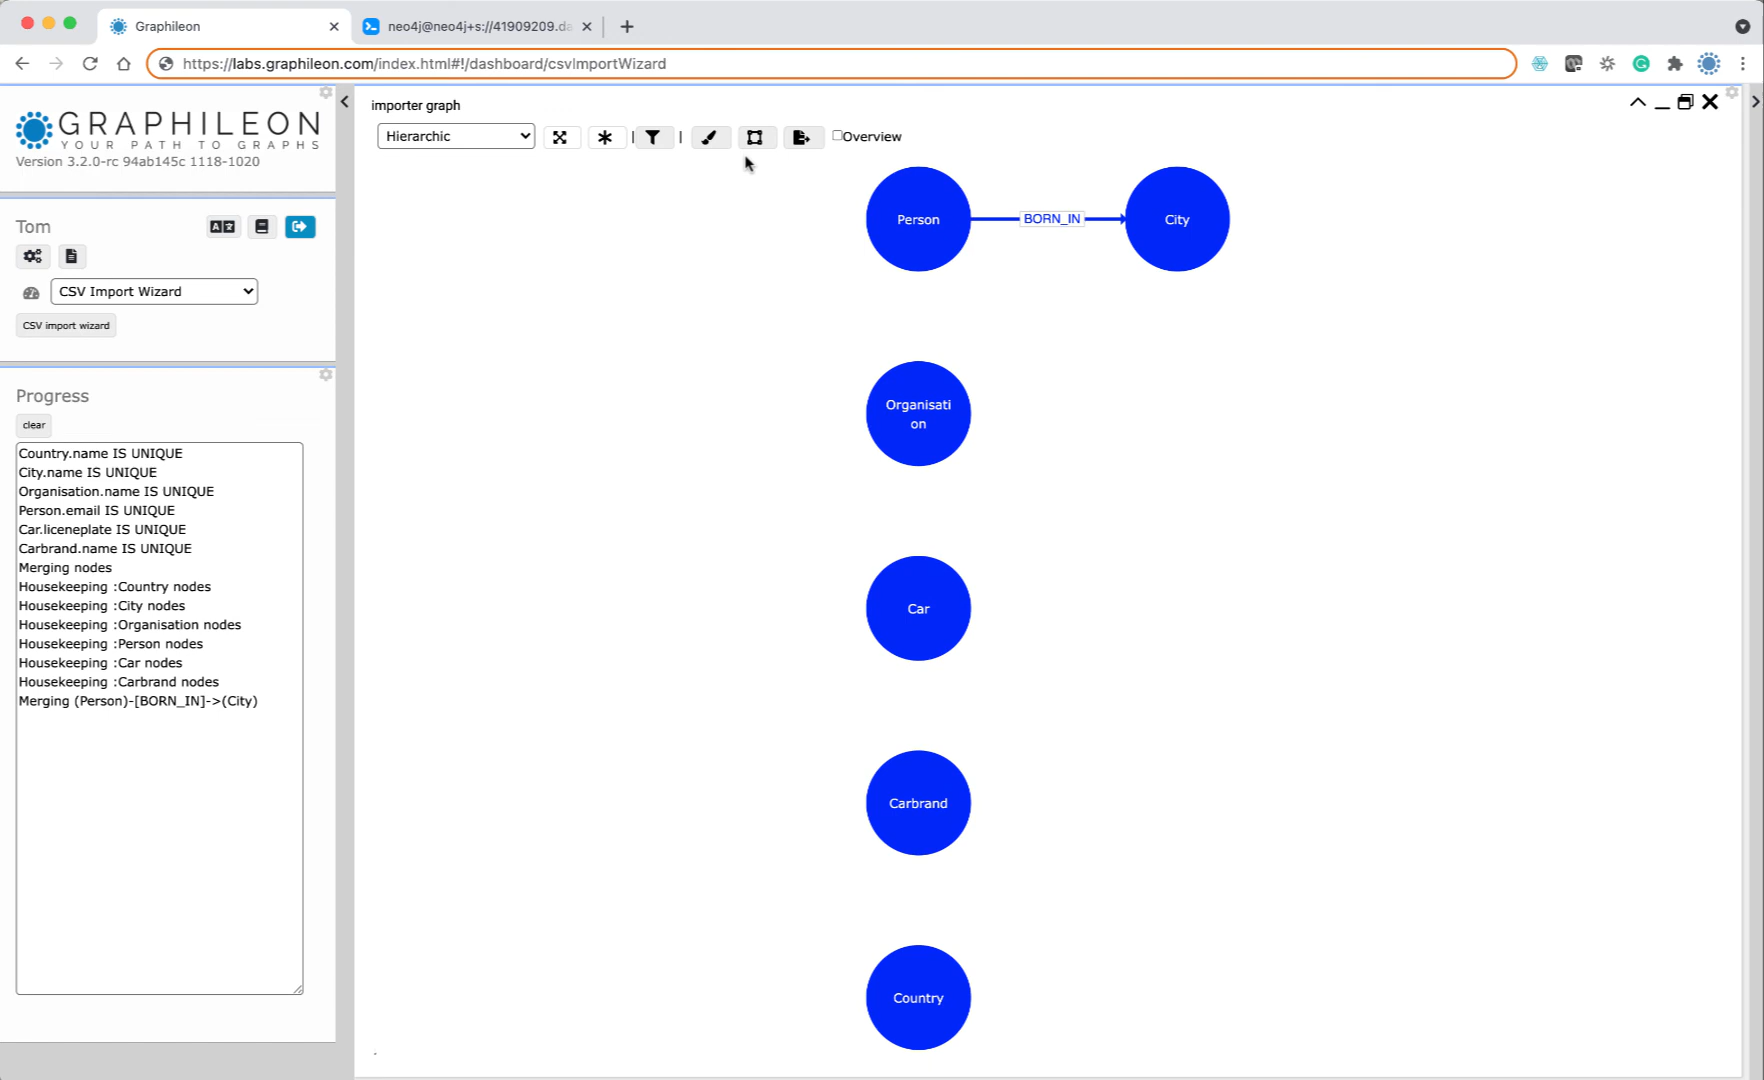 Graphileon
neo4j@neo4j+s://41909209.da
https://labs.graphileon.com/index.html#!/dashboard/csvImportWizard
GRAPHILEON
YOUR PATH TO GRAPHS
Version 3.2.0-rc 94ab145c 1118-1020
Tom
CSV Import Wizard
CSV import wizard
Progress
clear
Country.name IS UNIQUE
City.name IS UNIQUE
Organisation.name IS UNIQUE
Person.email IS UNIQUE
Car.liceneplate IS UNIQUE
Carbrand.name IS UNIQUE
Merging nodes
Housekeeping :Country nodes
Housekeeping :City nodes
Housekeeping :Organisation nodes
Housekeeping :Person nodes
Housekeeping :Car nodes
Housekeeping :Carbrand nodes
Merging (Person)-[BORN_IN]->(City)
importer graph
Hierarchic
| |
Overview
Person
BORN_IN
City
Organisati
on
Car
Carbrand
Country